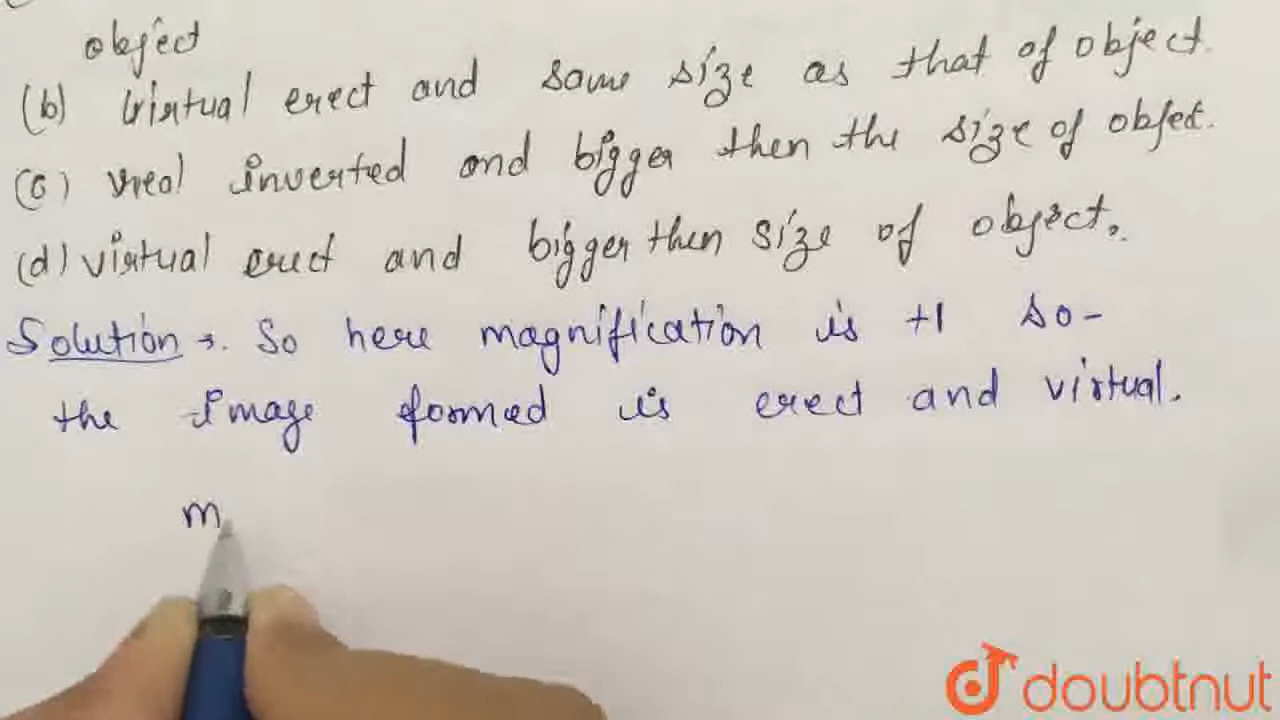 object
(b) virtual erect and same size as that of object.
(c) real inverted and bigger then the size of object.
(d) virtual erect and bigger then size of object.
Solution →. So here magnification is +1 so-
the image formed is erect and virtual.
m
doubtnut